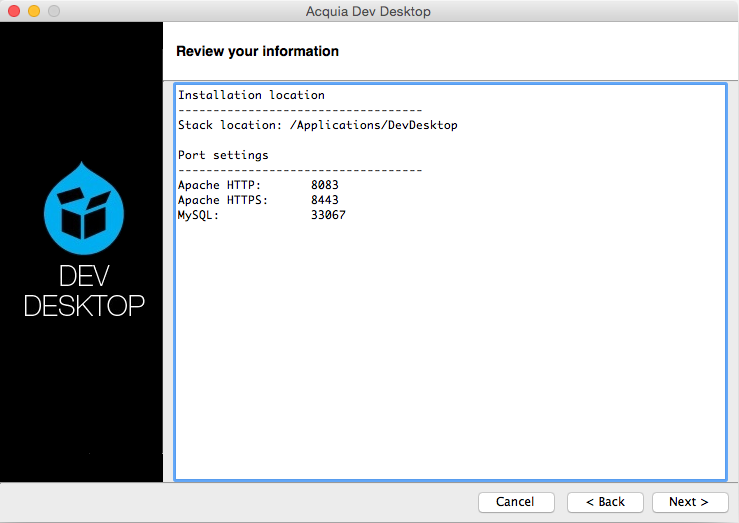 Acquia Dev Desktop
Review your information
Installation location
-----------------------------------
Stack location: /Applications/DevDesktop
Port settings
-----------------------------------
Apache HTTP: 8083
Apache HTTPS: 8443
MySQL: 33067
DEV
DESKTOP
Cancel
< Back
Next >